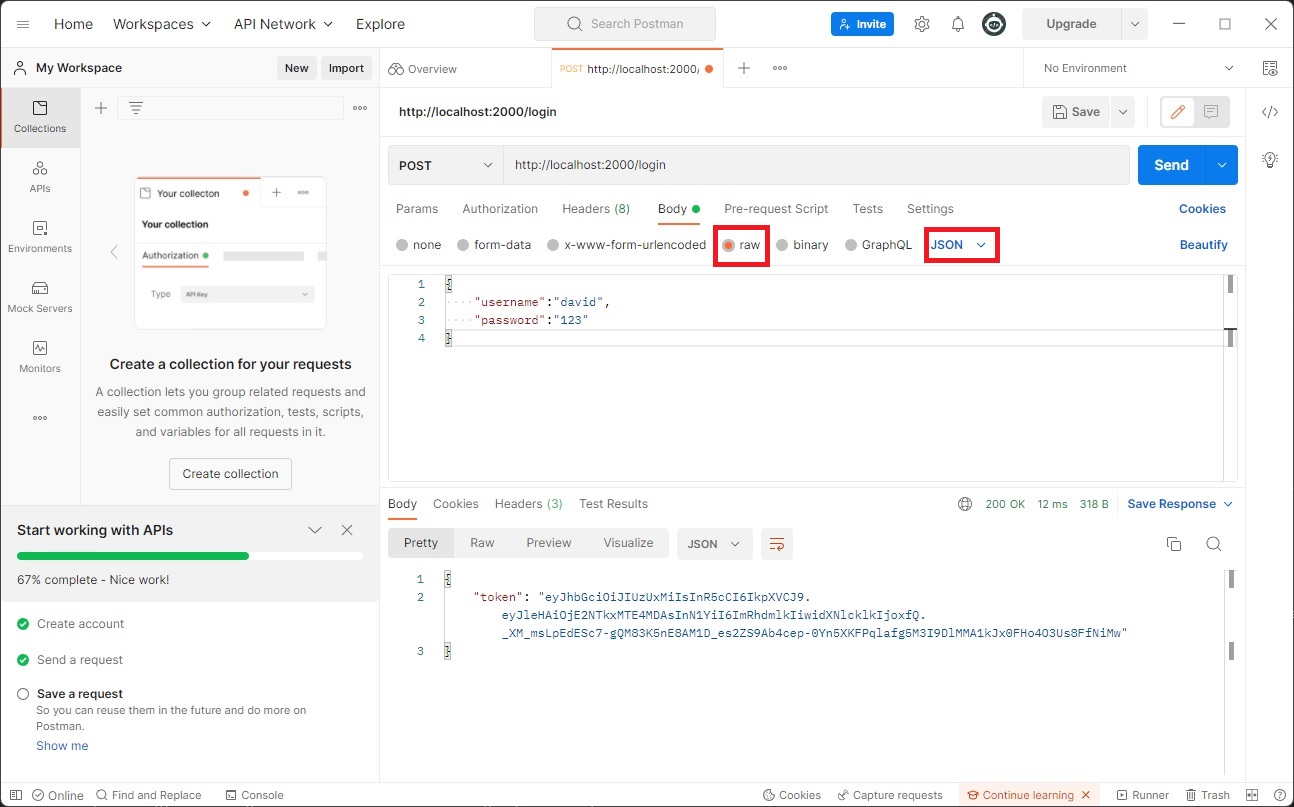 Home Workspaces API Network Explore Search Postman Invite Upgrade
My Workspace New Import Overview POST http://localhost:2000/ No Environment
Collections
APIs
Environments
Mock Servers
Monitors
Your collecton
Your collection
Authorization
Type API Key
Create a collection for your requests
A collection lets you group related requests and
easily set common authorization, tests, scripts,
and variables for all requests in it.
Create collection
Start working with APIs
67% complete - Nice work!
Create account
Send a request
Save a request
So you can reuse them in the future and do more on
Postman.
Show me
http://localhost:2000/login Save
POST http://localhost:2000/login Send
Params Authorization Headers (8) Body Pre-request Script Tests Settings Cookies
none form-data x-www-form-urlencoded raw binary GraphQL JSON Beautify
1 {
2 ····"username":"david",
3 ····"password":"123"
4 }
Body Cookies Headers (3) Test Results 200 OK 12 ms 318 B Save Response
Pretty Raw Preview Visualize JSON
1 {
2 "token": "eyJhbGciOiJIUzUxMiIsInR5cCI6IkpXVCJ9.
eyJleHAiOjE2NTkxMTE4MDAsInN1YiI6ImRhdmlkIiwidXNlcklkIjoxfQ.
_XM_msLpEdESc7-gQM83K5nE8AM1D_es2ZS9Ab4cep-0Yn5XKFPqlafg5M3I9DlMMA1kJx0FHo4O3Us8FfNiMw"
3 }
Online Find and Replace Console Cookies Capture requests Continue learning Runner Trash